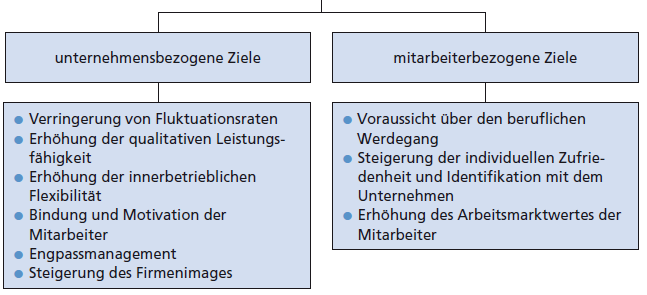 unternehmensbezogene Ziele
● Verringerung von Fluktuationsraten
● Erhöhung der qualitativen Leistungs-
fähigkeit
● Erhöhung der innerbetrieblichen
Flexibilität
● Bindung und Motivation der
Mitarbeiter
● Engpassmanagement
● Steigerung des Firmenimages
mitarbeiterbezogene Ziele
● Voraussicht über den beruflichen
Werdegang
● Steigerung der individuellen Zufrie-
denheit und Identifikation mit dem
Unternehmen
● Erhöhung des Arbeitsmarktwertes der
Mitarbeiter